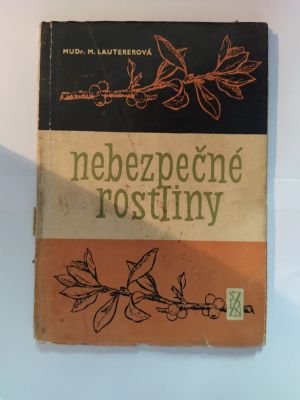 MUDr. M. LAUTEREROVÁ
nebezpečné
rostliny